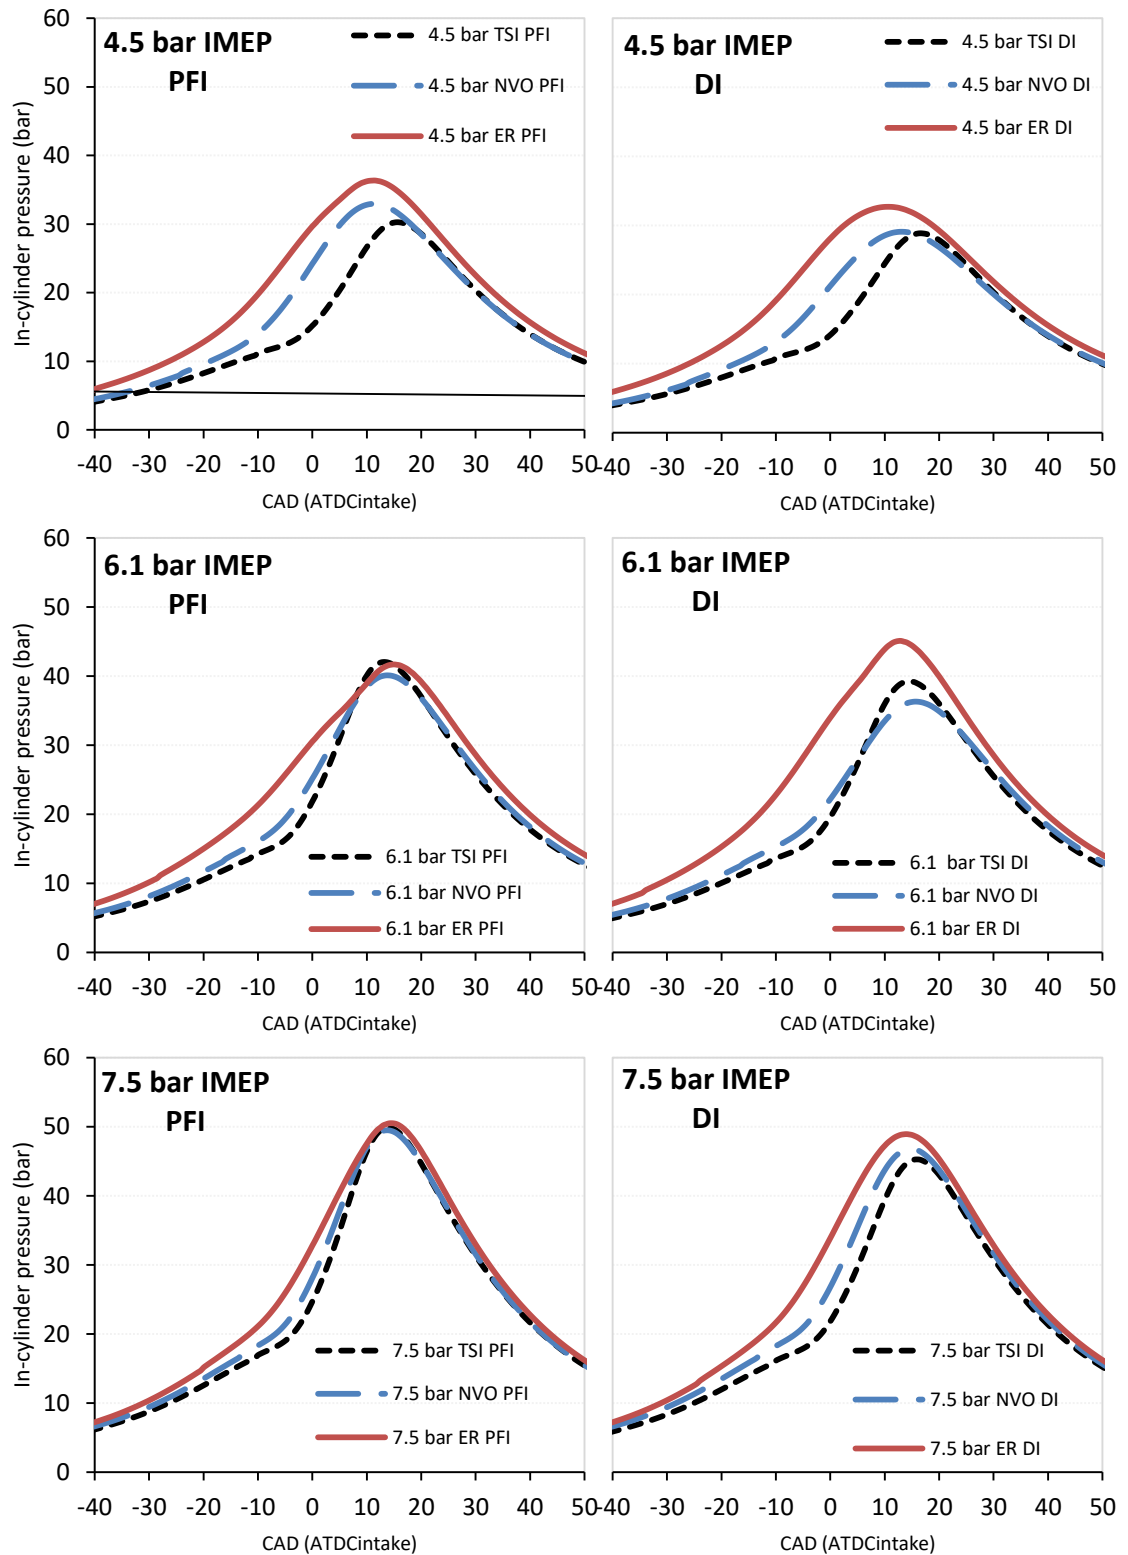 4.5 bar IMEP
PFI
4.5 bar TSI PFI
4.5 bar NVO PFI
4.5 bar ER PFI
In-cylinder pressure (bar)
60
50
40
30
20
10
0
-40 -30 -20 -10 0 10 20 30 40 50
CAD (ATDCintake)
4.5 bar IMEP
DI
4.5 bar TSI DI
4.5 bar NVO DI
4.5 bar ER DI
-40 -30 -20 -10 0 10 20 30 40 50
CAD (ATDCintake)
6.1 bar IMEP
PFI
6.1 bar TSI PFI
6.1 bar NVO PFI
6.1 bar ER PFI
In-cylinder pressure (bar)
60
50
40
30
20
10
0
-40 -30 -20 -10 0 10 20 30 40 50
CAD (ATDCintake)
6.1 bar IMEP
DI
6.1 bar TSI DI
6.1 bar NVO DI
6.1 bar ER DI
-40 -30 -20 -10 0 10 20 30 40 50
CAD (ATDCintake)
7.5 bar IMEP
PFI
7.5 bar TSI PFI
7.5 bar NVO PFI
7.5 bar ER PFI
In-cylinder pressure (bar)
60
50
40
30
20
10
0
-40 -30 -20 -10 0 10 20 30 40 50
CAD (ATDCintake)
7.5 bar IMEP
DI
7.5 bar TSI DI
7.5 bar NVO DI
7.5 bar ER DI
-40 -30 -20 -10 0 10 20 30 40 50
CAD (ATDCintake)